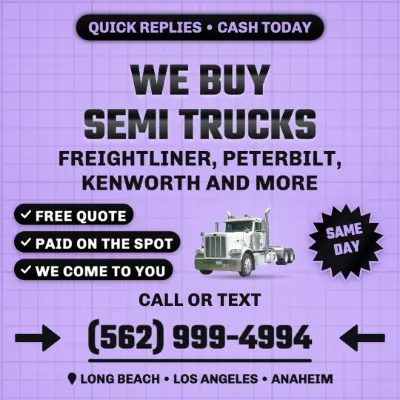 QUICK REPLIES • CASH TODAY
WE BUY
SEMI TRUCKS
FREIGHTLINER, PETERBILT,
KENWORTH AND MORE
FREE QUOTE
PAID ON THE SPOT
WE COME TO YOU
SAME
DAY
CALL OR TEXT
(562) 999-4994
LONG BEACH • LOS ANGELES • ANAHEIM